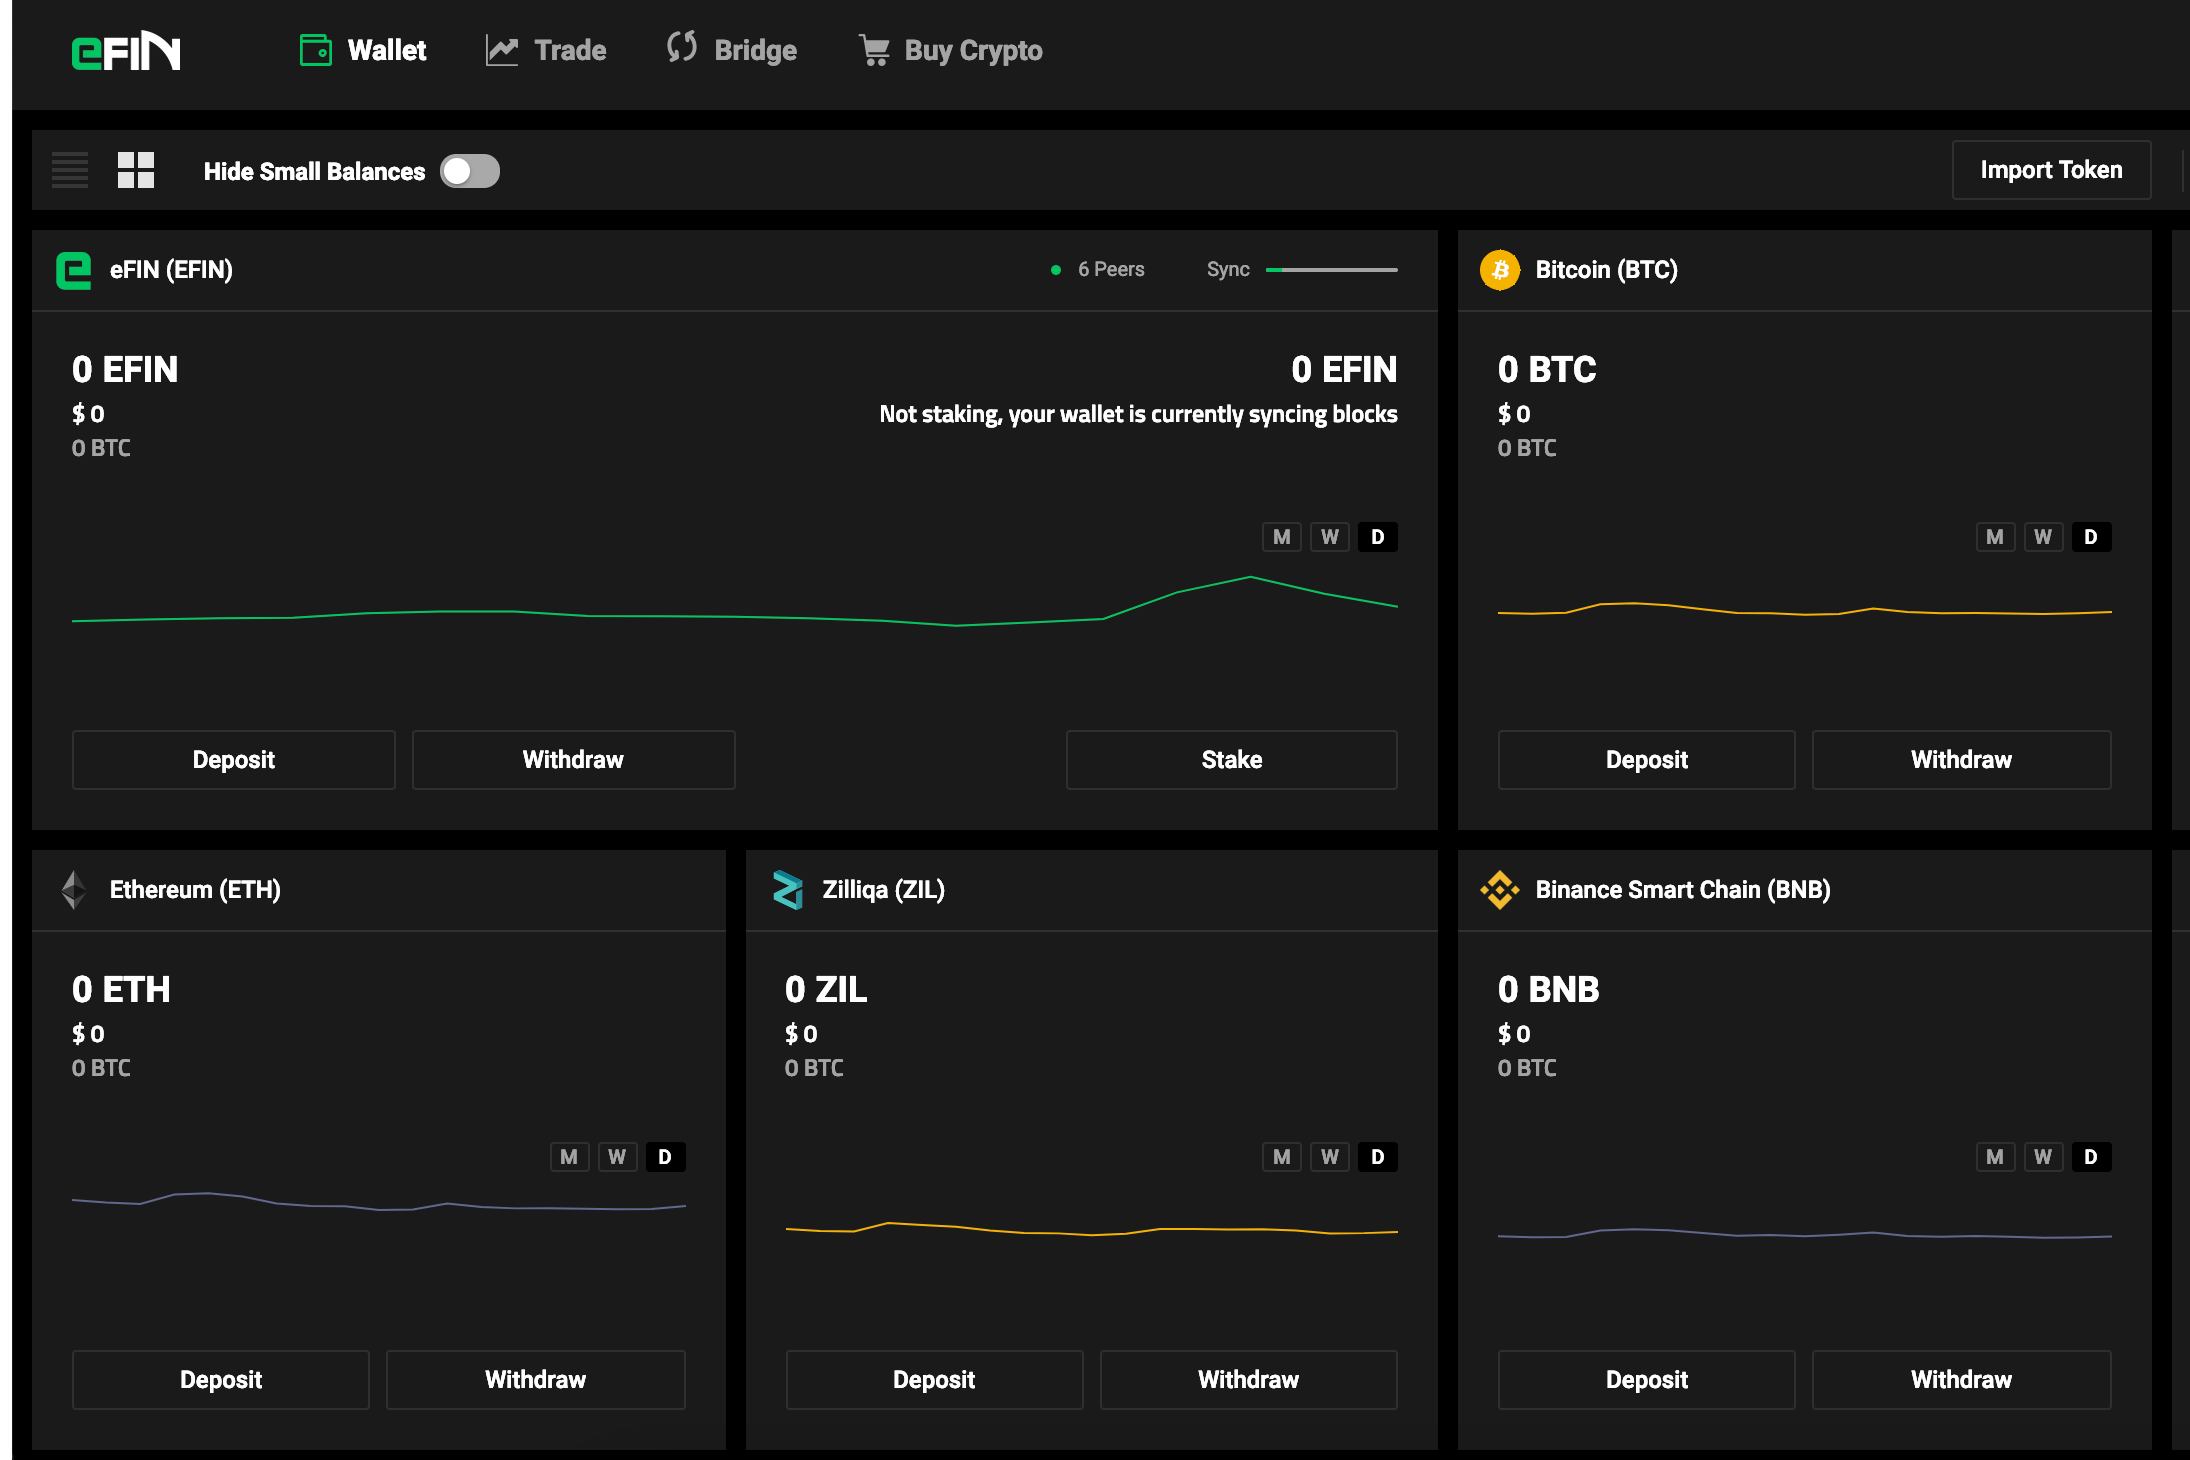 eFIN
Wallet
Trade
Bridge
Buy Crypto
Hide Small Balances
Import Token
eFIN (EFIN)
6 Peers
Sync
0 EFIN
$ 0
0 BTC
0 EFIN
Not staking, your wallet is currently syncing blocks
M W D
Deposit
Withdraw
Stake
Bitcoin (BTC)
0 BTC
$ 0
0 BTC
M W D
Deposit
Withdraw
Ethereum (ETH)
0 ETH
$ 0
0 BTC
M W D
Deposit
Withdraw
Zilliqa (ZIL)
0 ZIL
$ 0
0 BTC
M W D
Deposit
Withdraw
Binance Smart Chain (BNB)
0 BNB
$ 0
0 BTC
M W D
Deposit
Withdraw